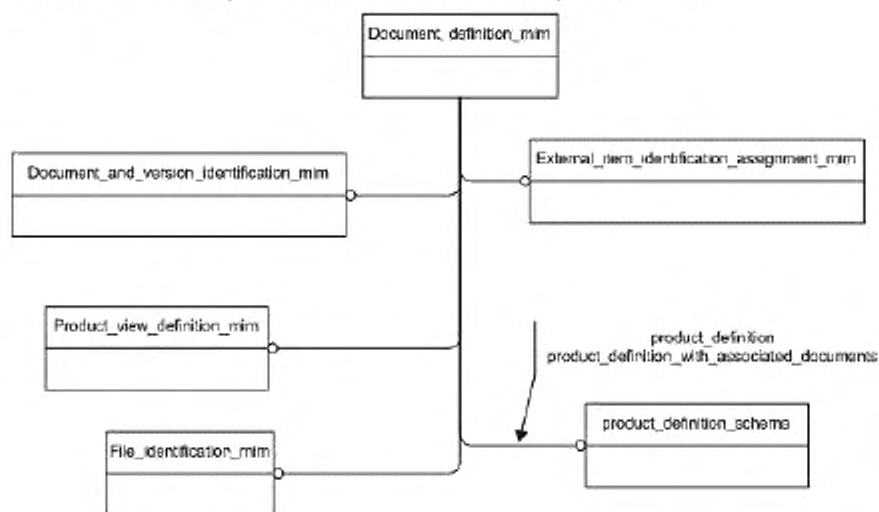 Document_definition_mim
Document_and_version_identification_mim
External_item_identification_assignment_mim
Product_view_definition_mim
product_definition
product_definition_with_associated_documents
product_definition_schema
File_identification_mim